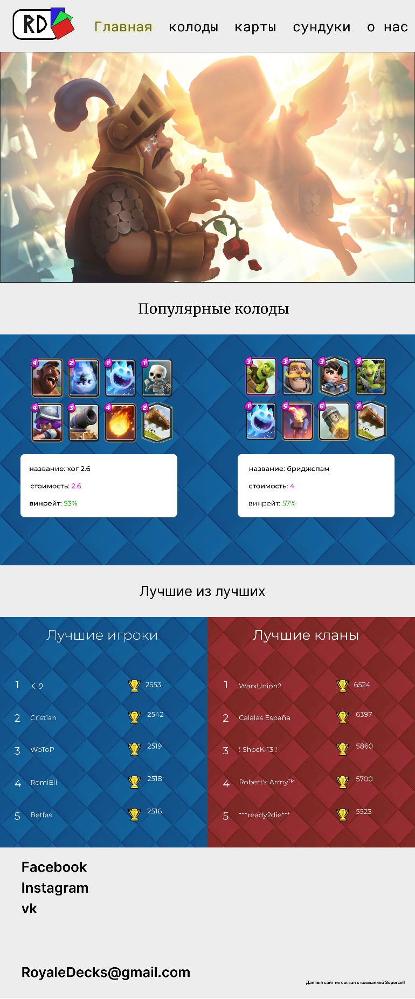 RD
Главная колоды карты сундуки о нас
Популярные колоды
4 2 1 1
4 3 4 2
3 3 3 3
1 5 6 2
название: хог 2.6
стоимость: 2.6
винрейт: 53%
название: бриджспам
стоимость: 4
винрейт: 57%
Лучшие из лучших
Лучшие игроки
1 くり 2553
2 Cristian 2542
3 WoToP 2519
4 RomiEli 2518
5 Betfas 2516
Лучшие кланы
1 WarxUnion2 6524
2 Calalas España 6397
3 ! ShocK-13 ! 5860
4 Robert's Army™ 5700
5 ***ready2die*** 5523
Facebook
Instagram
vk
RoyaleDecks@gmail.com
Данный сайт не связан с компанией Supercell